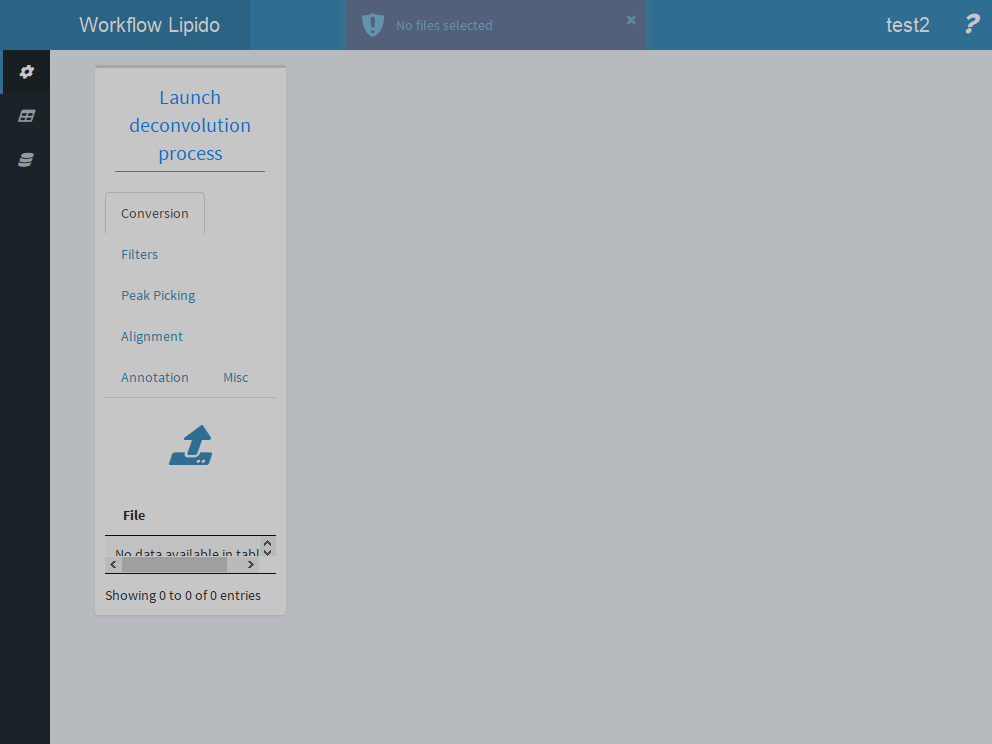 Workflow Lipido
No files selected
×
test2
?
Launch
deconvolution
process
Conversion
Filters
Peak Picking
Alignment
Annotation
Misc
File
No data available in tabl
Showing 0 to 0 of 0 entries